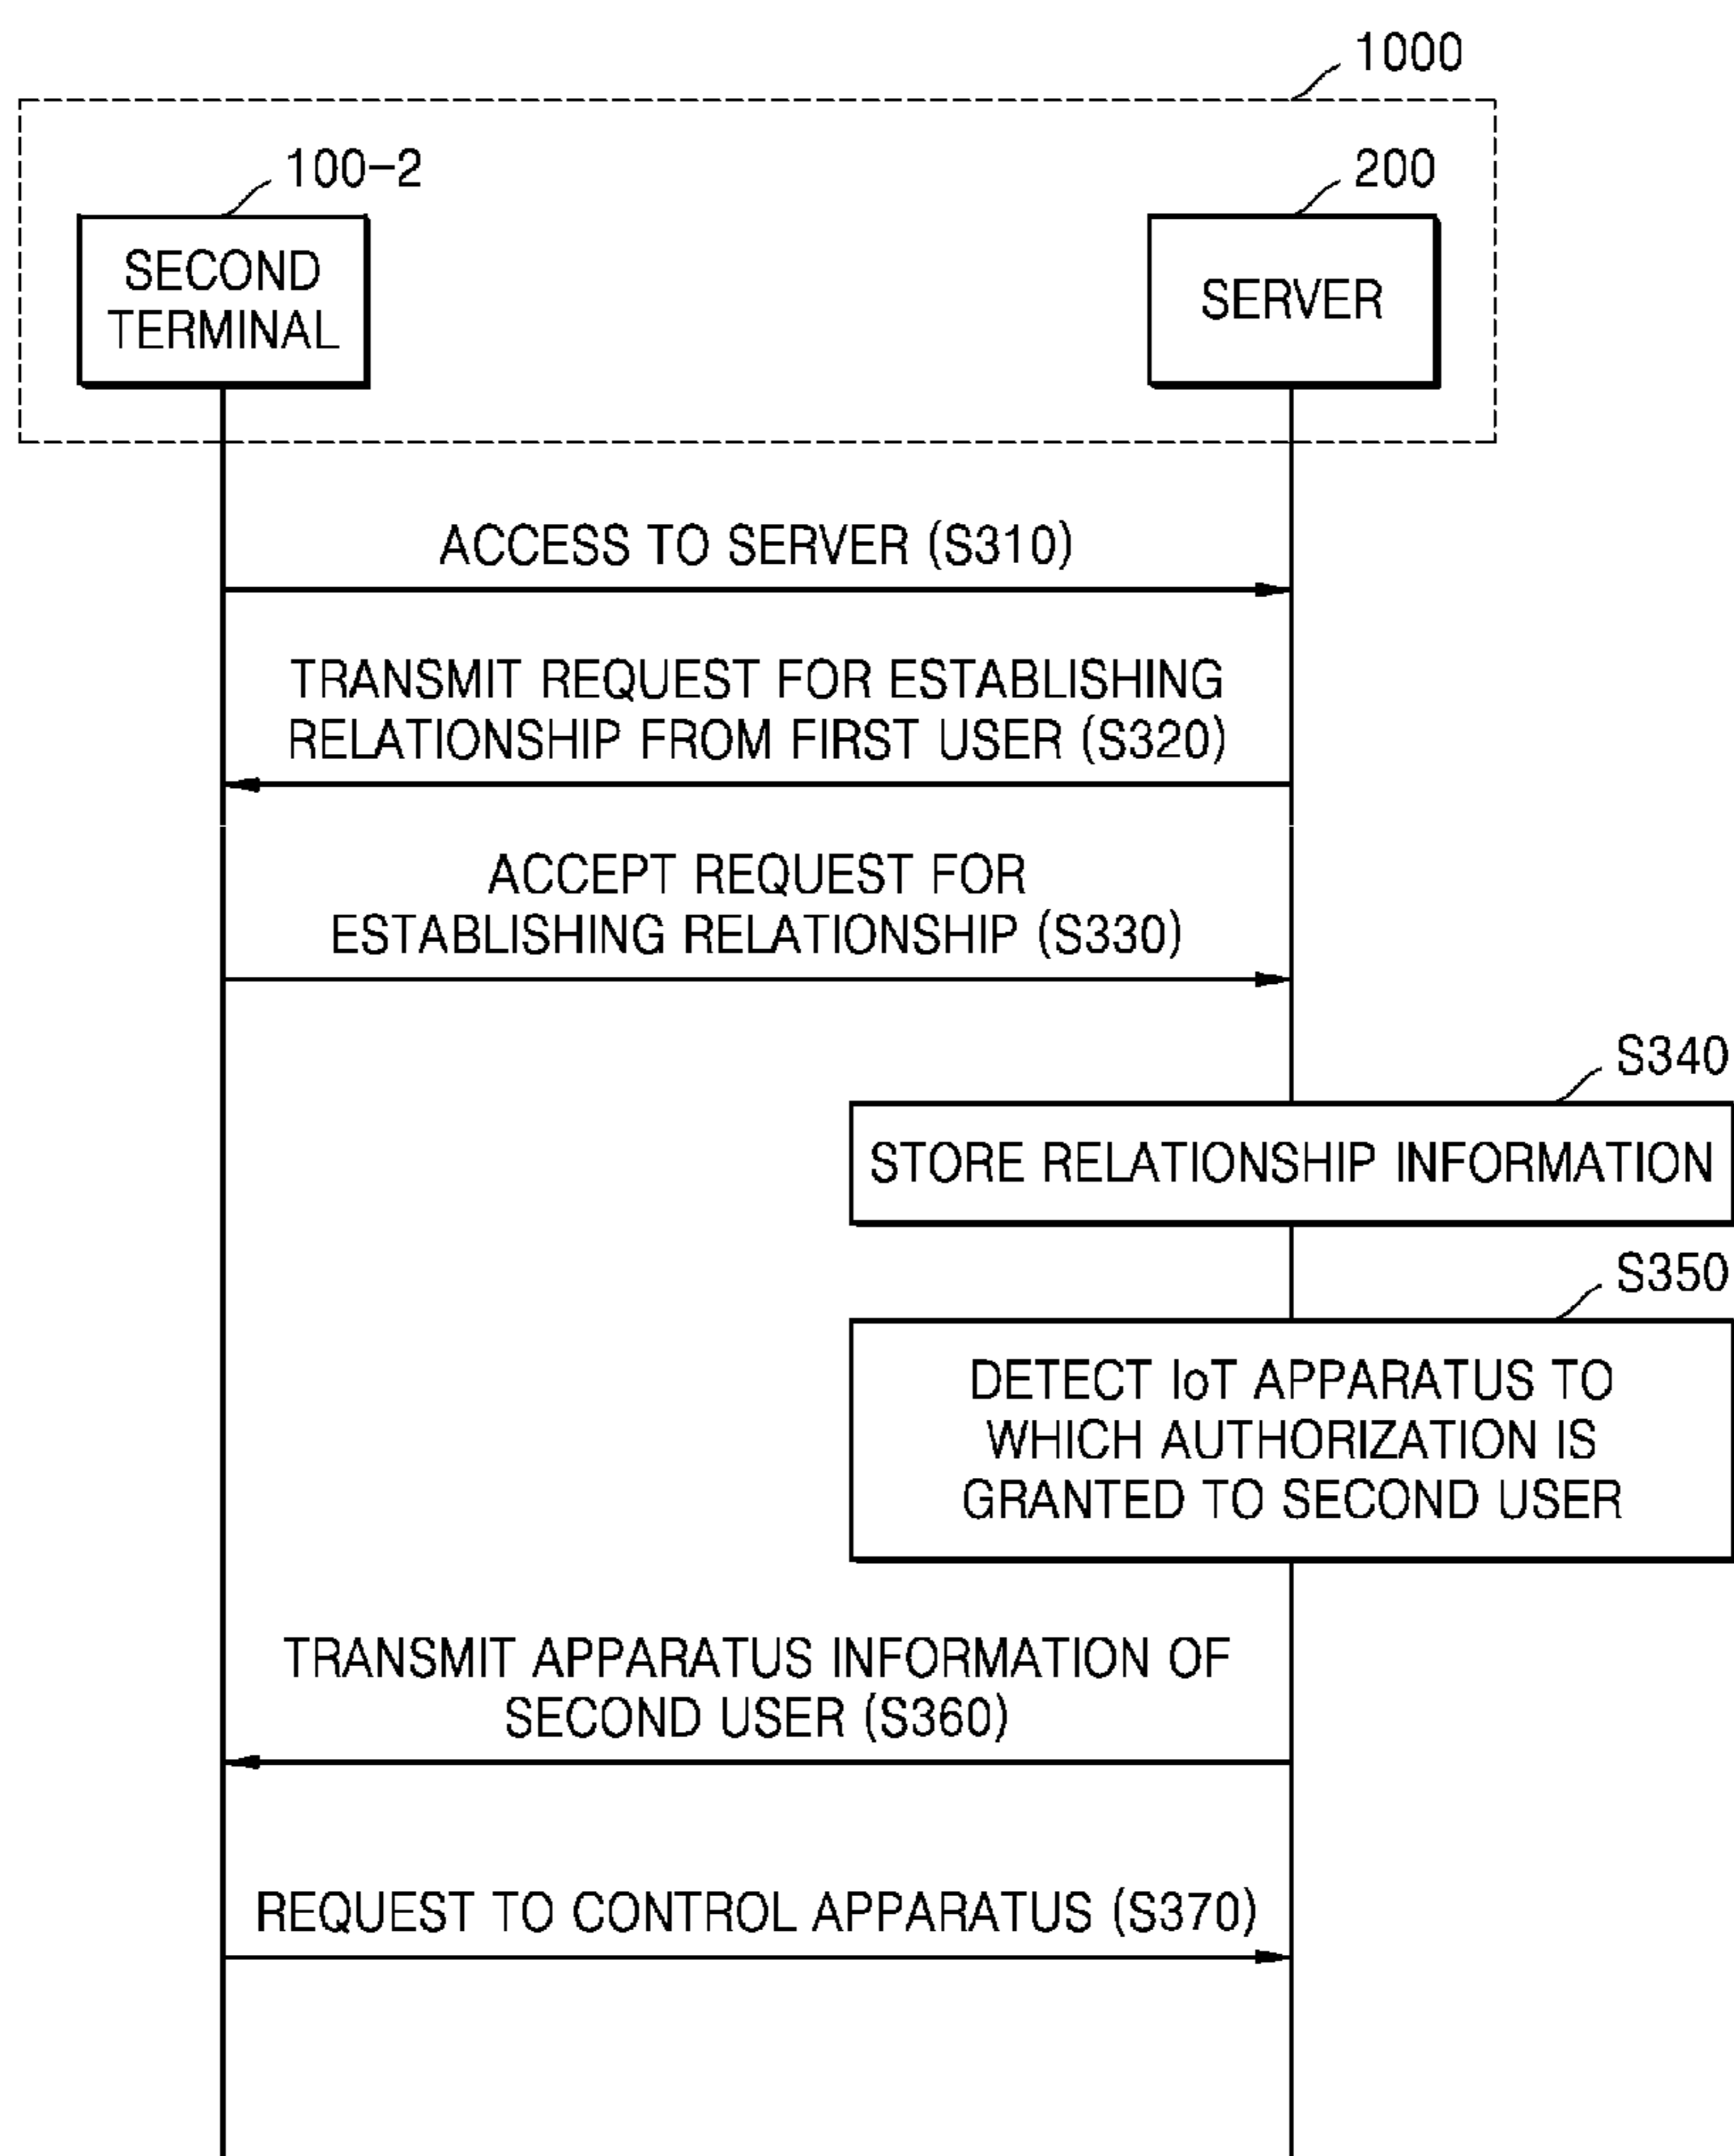 1000
100-2
200
SECOND
TERMINAL
SERVER
ACCESS TO SERVER (S310)
TRANSMIT REQUEST FOR ESTABLISHING
RELATIONSHIP FROM FIRST USER (S320)
ACCEPT REQUEST FOR
ESTABLISHING RELATIONSHIP (S330)
S340
STORE RELATIONSHIP INFORMATION
S350
DETECT IoT APPARATUS TO
WHICH AUTHORIZATION IS
GRANTED TO SECOND USER
TRANSMIT APPARATUS INFORMATION OF
SECOND USER (S360)
REQUEST TO CONTROL APPARATUS (S370)